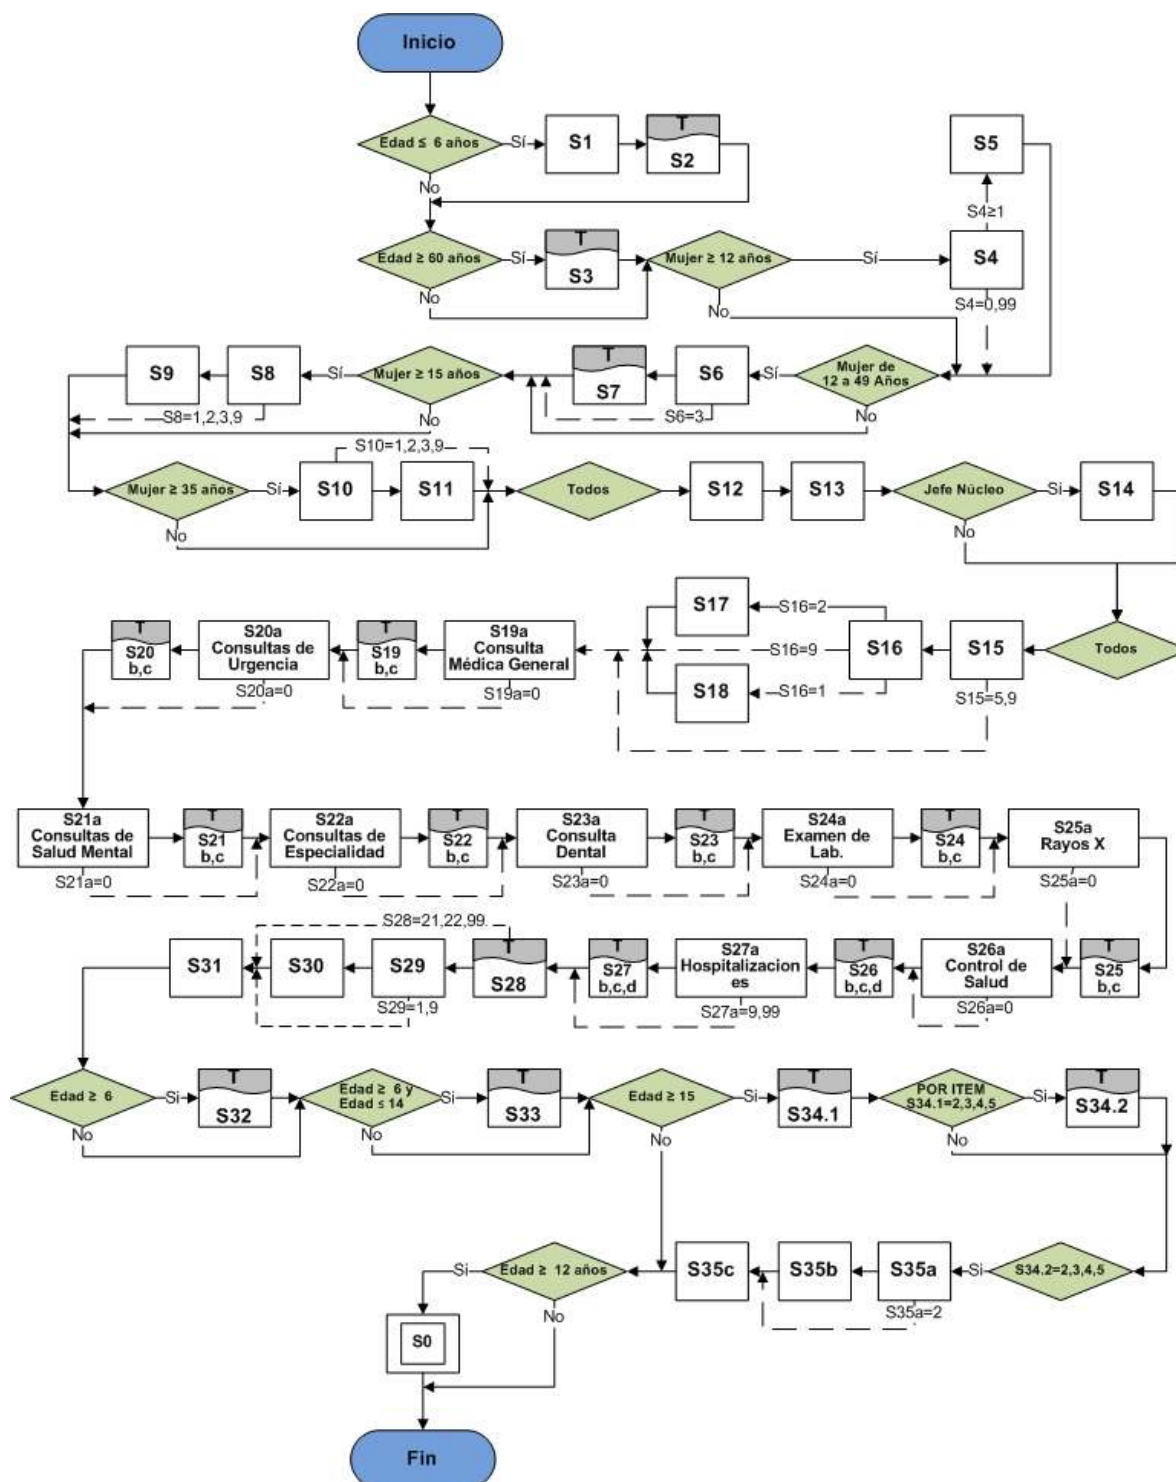 Inicio
Edad ≤ 6 años
Sí
S1
T
S2
No
S5
S4≥1
Edad ≥ 60 años
Sí
T
S3
Mujer ≥ 12 años
Sí
S4
No
No
S4=0,99
S9
S8
Sí
Mujer ≥ 15 años
T
S7
S6
Sí
Mujer de
12 a 49 Años
S8=1,2,3,9
No
S6=3
No
S10=1,2,3,9
Mujer ≥ 35 años
Sí
S10
S11
Todos
S12
S13
Jefe Núcleo
Si
S14
No
No
S17
S16=2
T
S20
b,c
S20a
Consultas de
Urgencia
T
S19
b,c
S19a
Consulta
Médica General
S16=9
S16
S15
Todos
S20a=0
S19a=0
S18
S16=1
S15=5,9
S21a
Consultas de
Salud Mental
T
S21
b,c
S22a
Consultas de
Especialidad
T
S22
b,c
S23a
Consulta
Dental
T
S23
b,c
S24a
Examen de
Lab.
T
S24
b,c
S25a
Rayos X
S21a=0
S22a=0
S23a=0
S24a=0
S25a=0
S28=21,22,99
S31
S30
S29
T
S28
T
S27
b,c,d
S27a
Hospitalizacion
es
T
S26
b,c,d
S26a
Control de
Salud
T
S25
b,c
S29=1,9
S27a=9,99
S26a=0
Edad ≥ 6
Si
T
S32
Edad ≥ 6 y
Edad ≤ 14
Si
T
S33
Edad ≥ 15
Si
T
S34.1
POR ITEM
S34.1=2,3,4,5
Si
T
S34.2
No
No
No
No
Si
Edad ≥ 12 años
S35c
S35b
S35a
Si
S34.2=2,3,4,5
No
S35a=2
S0
Fin